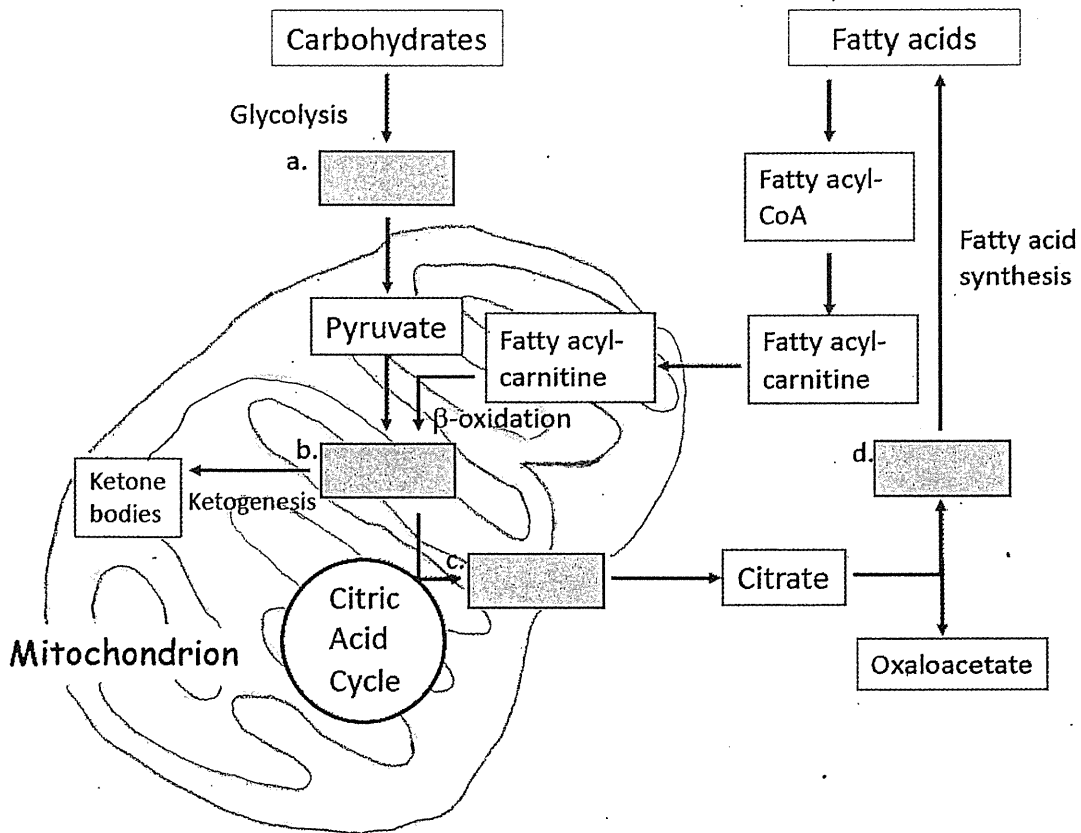 Carbohydrates
Fatty acids
Glycolysis
a.
Fatty acyl-
CoA
Fatty acid
synthesis
Pyruvate
Fatty acyl-
carnitine
Fatty acyl-
carnitine
β-oxidation
b.
d.
Ketone
bodies
Ketogenesis
c.
Citrate
Citric
Acid
Cycle
Mitochondrion
Oxaloacetate